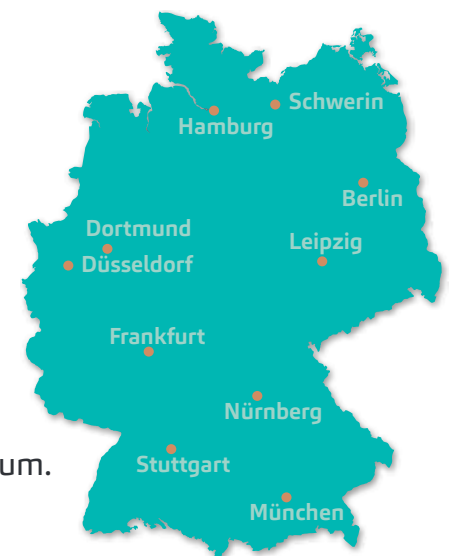 Schwerin
Hamburg
Berlin
Dortmund
Leipzig
Düsseldorf
Frankfurt
Nürnberg
um.
Stuttgart
München